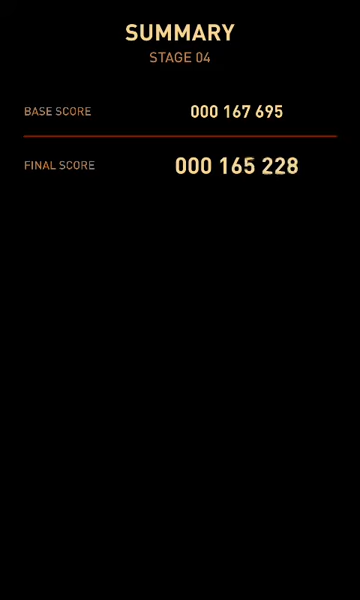 SUMMARY
STAGE 04
BASE SCORE 000 167 695
FINAL SCORE 000 165 228